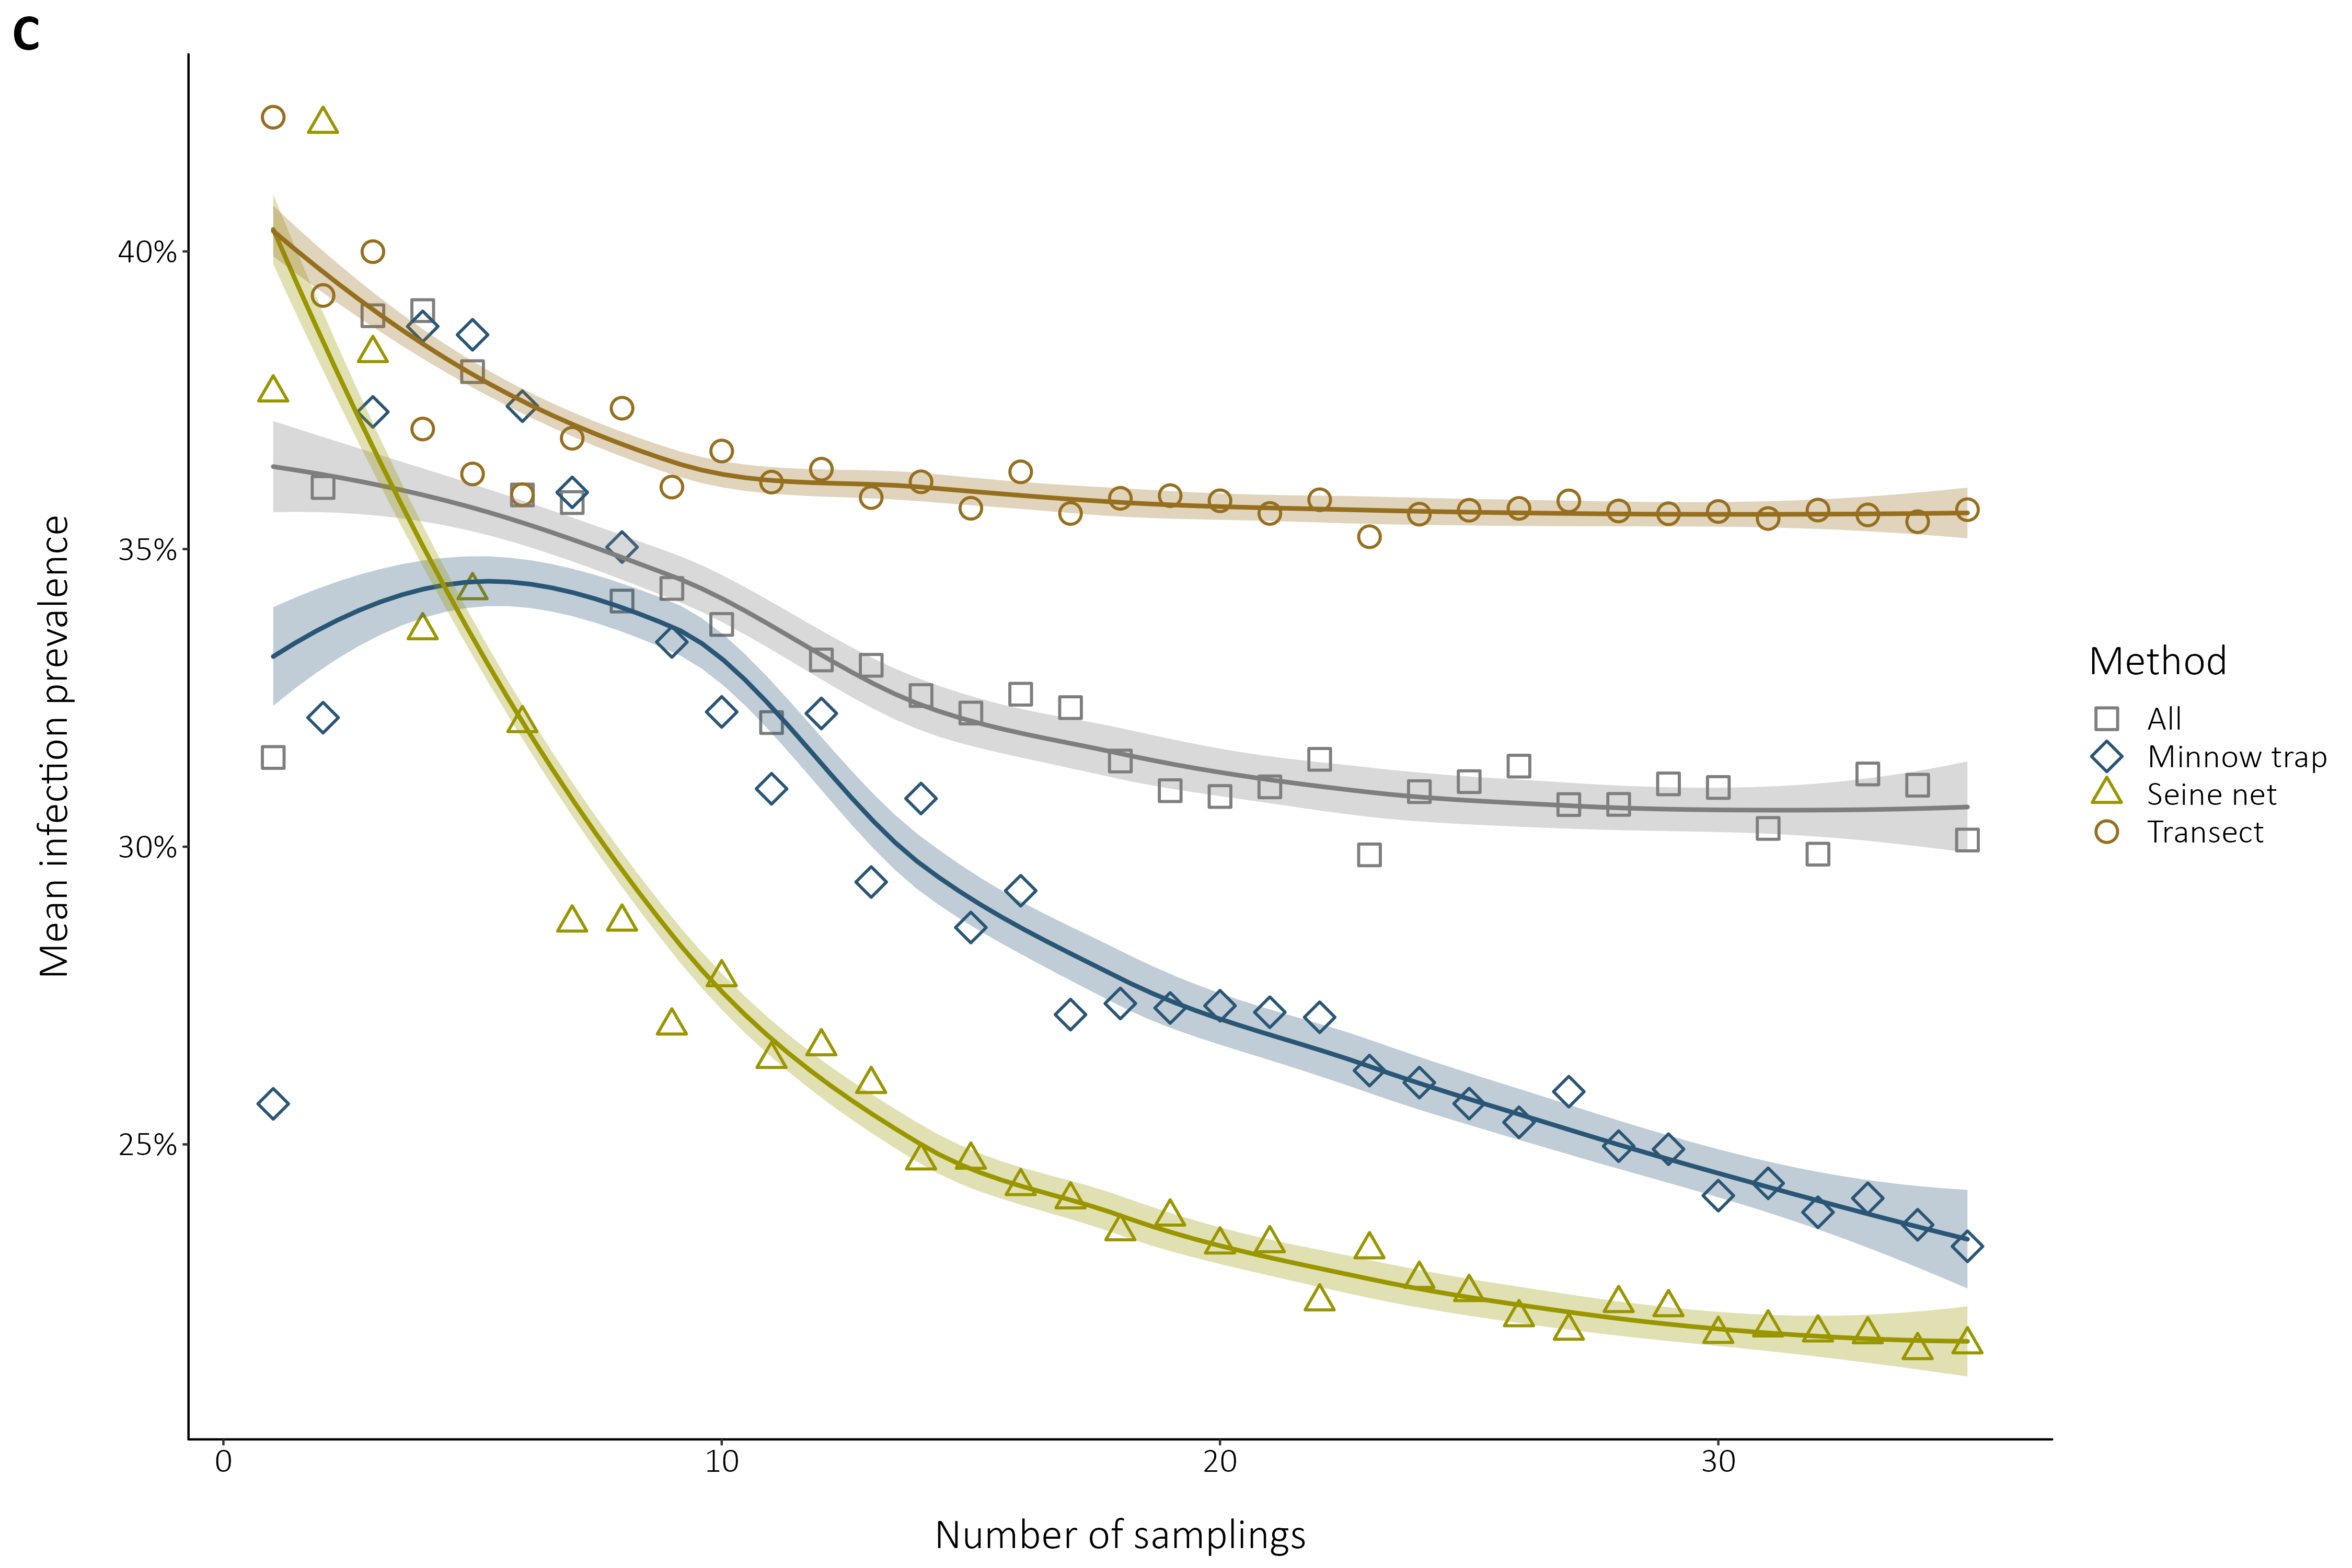 C
Mean infection prevalence
40%
35%
30%
25%
0 10 20 30
Number of samplings
Method
All
Minnow trap
Seine net
Transect